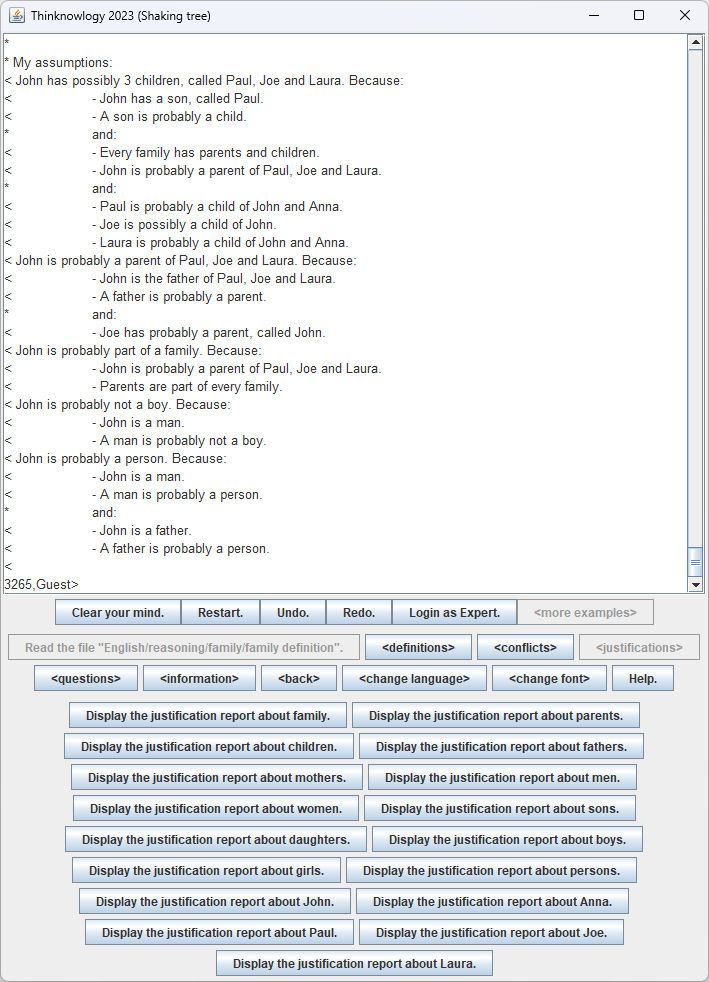 Thinknowlogy 2023 (Shaking tree)
*
* My assumptions:
< John has possibly 3 children, called Paul, Joe and Laura. Because:
< - John has a son, called Paul.
< - A son is probably a child.
* and:
< - Every family has parents and children.
< - John is probably a parent of Paul, Joe and Laura.
* and:
< - Paul is probably a child of John and Anna.
< - Joe is possibly a child of John.
< - Laura is probably a child of John and Anna.
< John is probably a parent of Paul, Joe and Laura. Because:
< - John is the father of Paul, Joe and Laura.
< - A father is probably a parent.
* and:
< - Joe has probably a parent, called John.
< John is probably part of a family. Because:
< - John is probably a parent of Paul, Joe and Laura.
< - Parents are part of every family.
< John is probably not a boy. Because:
< - John is a man.
< - A man is probably not a boy.
< John is probably a person. Because:
< - John is a man.
< - A man is probably a person.
* and:
< - John is a father.
< - A father is probably a person.
<
3265,Guest>
Clear your mind. Restart. Undo. Redo. Login as Expert. <more examples>
Read the file "English/reasoning/family/family definition". <definitions> <conflicts> <justifications>
<questions> <information> <back> <change language> <change font> Help.
Display the justification report about family. Display the justification report about parents.
Display the justification report about children. Display the justification report about fathers.
Display the justification report about mothers. Display the justification report about men.
Display the justification report about women. Display the justification report about sons.
Display the justification report about daughters. Display the justification report about boys.
Display the justification report about girls. Display the justification report about persons.
Display the justification report about John. Display the justification report about Anna.
Display the justification report about Paul. Display the justification report about Joe.
Display the justification report about Laura.